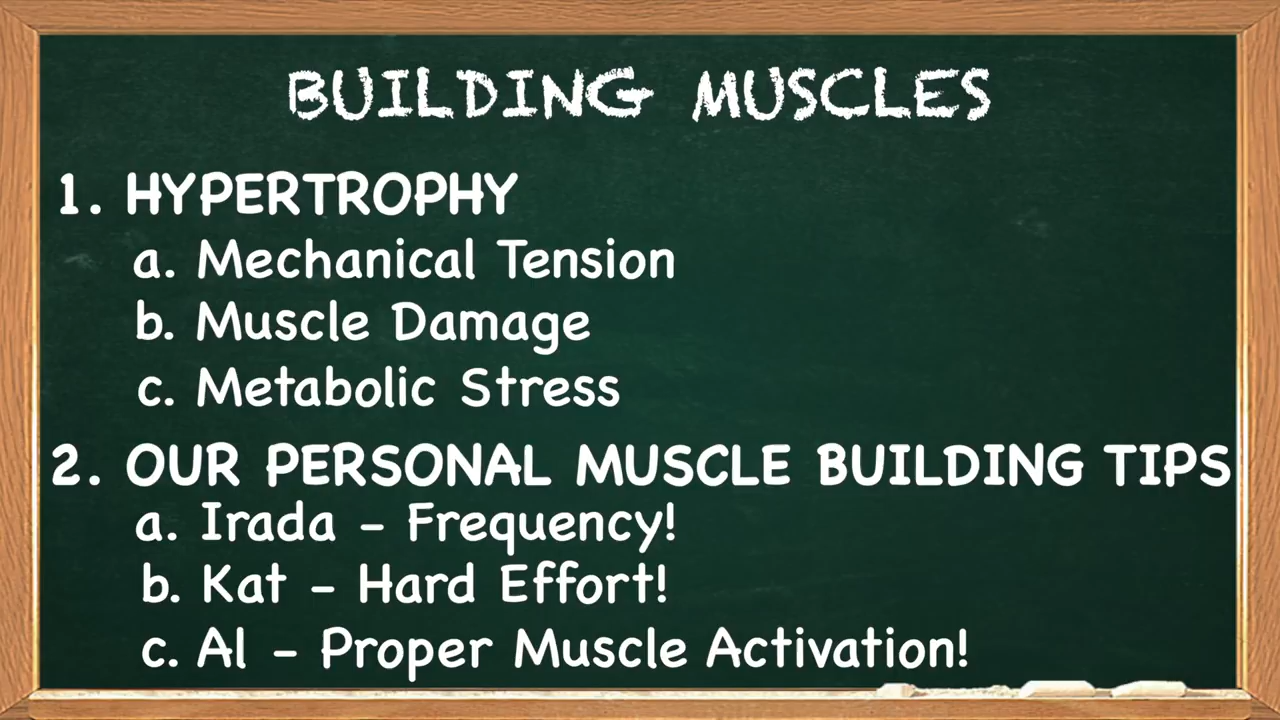 BUILDING MUSCLES
1. HYPERTROPHY
a. Mechanical Tension
b. Muscle Damage
c. Metabolic Stress
2. OUR PERSONAL MUSCLE BUILDING TIPS
a. Irada - Frequency!
b. Kat - Hard Effort!
c. Al - Proper Muscle Activation!